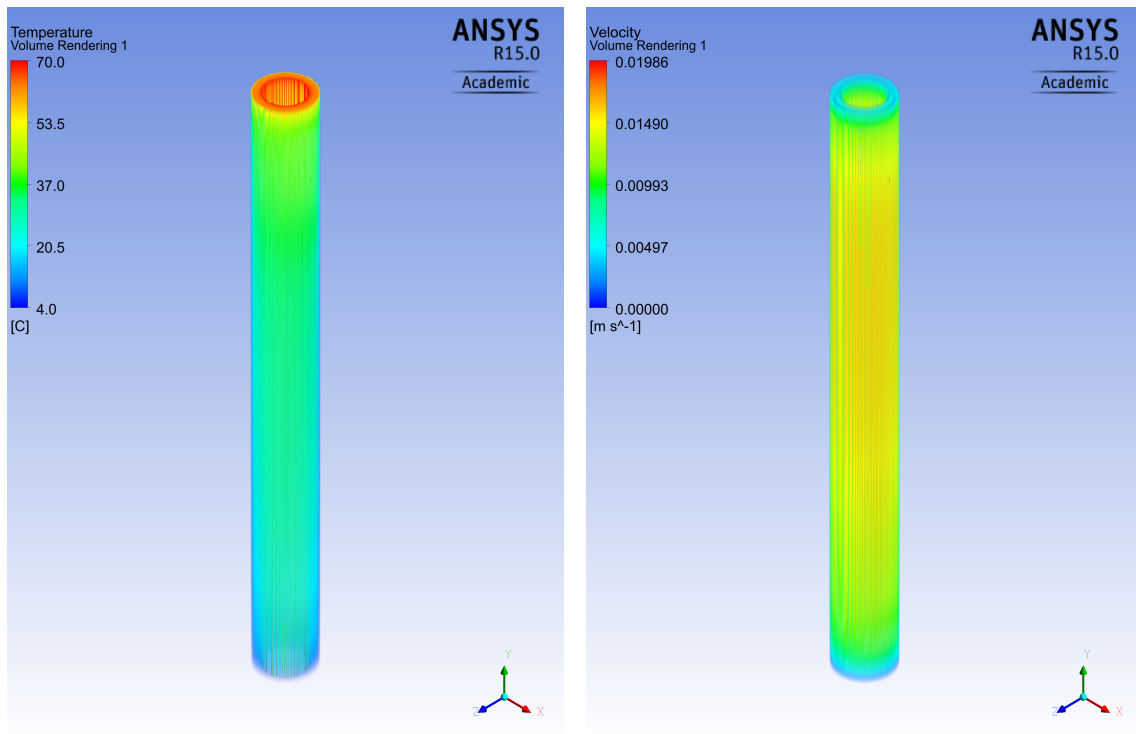 Temperature
Volume Rendering 1
70.0
53.5
37.0
20.5
4.0
[C]
ANSYS
R15.0
Academic
Y
Z
X
Velocity
Volume Rendering 1
0.01986
0.01490
0.00993
0.00497
0.00000
[m s^-1]
ANSYS
R15.0
Academic
Y
Z
X